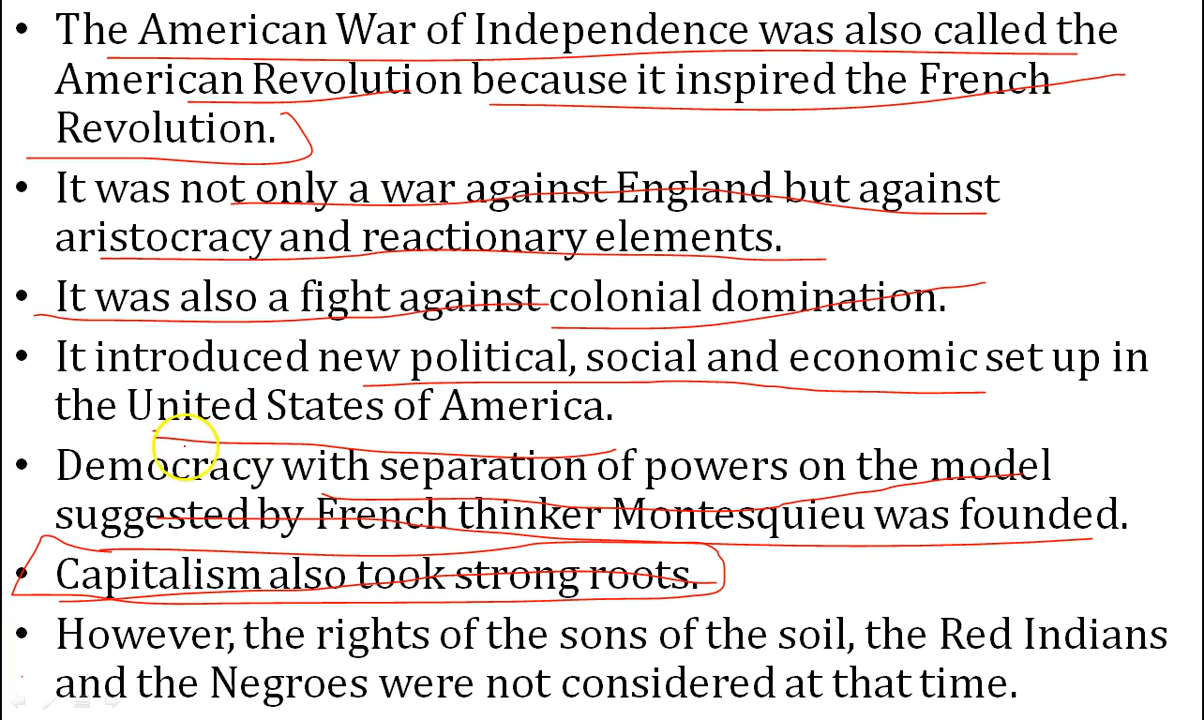 • The American War of Independence was also called the
American Revolution because it inspired the French
Revolution.
• It was not only a war against England but against
aristocracy and reactionary elements.
• It was also a fight against colonial domination.
• It introduced new political, social and economic set up in
the United States of America.
• Democracy with separation of powers on the model
suggested by French thinker Montesquieu was founded.
• Capitalism also took strong roots.
• However, the rights of the sons of the soil, the Red Indians
and the Negroes were not considered at that time.